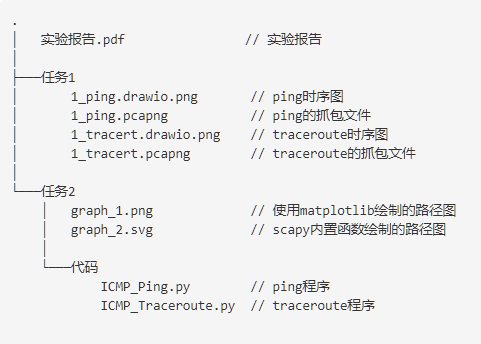 .
│  实验报告.pdf                // 实验报告
│
├──任务1
│      1_ping.drawio.png       // ping时序图
│      1_ping.pcapng           // ping的抓包文件
│      1_tracert.drawio.png    // traceroute时序图
│      1_tracert.pcapng        // traceroute的抓包文件
│
└──任务2
    │  graph_1.png             // 使用matplotlib绘制的路径图
    │  graph_2.svg             // scapy内置函数绘制的路径图
    │
    └──代码
            ICMP_Ping.py        // ping程序
            ICMP_Traceroute.py  // traceroute程序